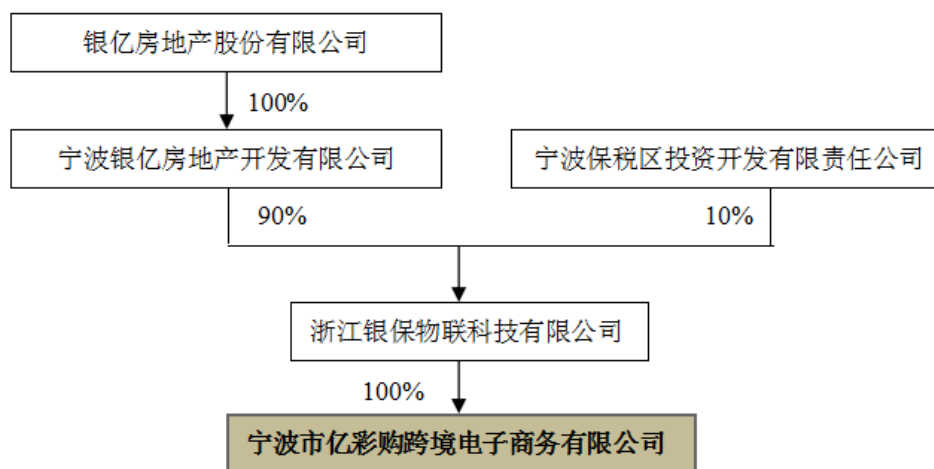 银亿房地产股份有限公司
100%
宁波银亿房地产开发有限公司
宁波保税区投资开发有限责任公司
90%
10%
浙江银保物联科技有限公司
100%
宁波市亿彩购跨境电子商务有限公司